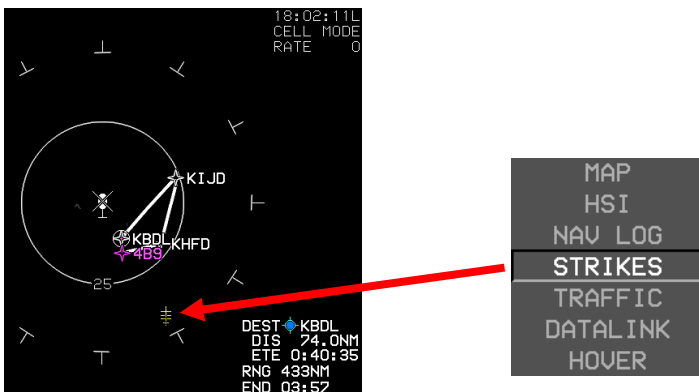 18:02:11L
CELL MODE
RATE 0
KIJD
KBDL
KHFD
4B9
25
DEST KBDL
DIS 74.0NM
ETE 0:40:35
RNG 433NM
END 03:57
MAP
HSI
NAV LOG
STRIKES
TRAFFIC
DATALINK
HOVER